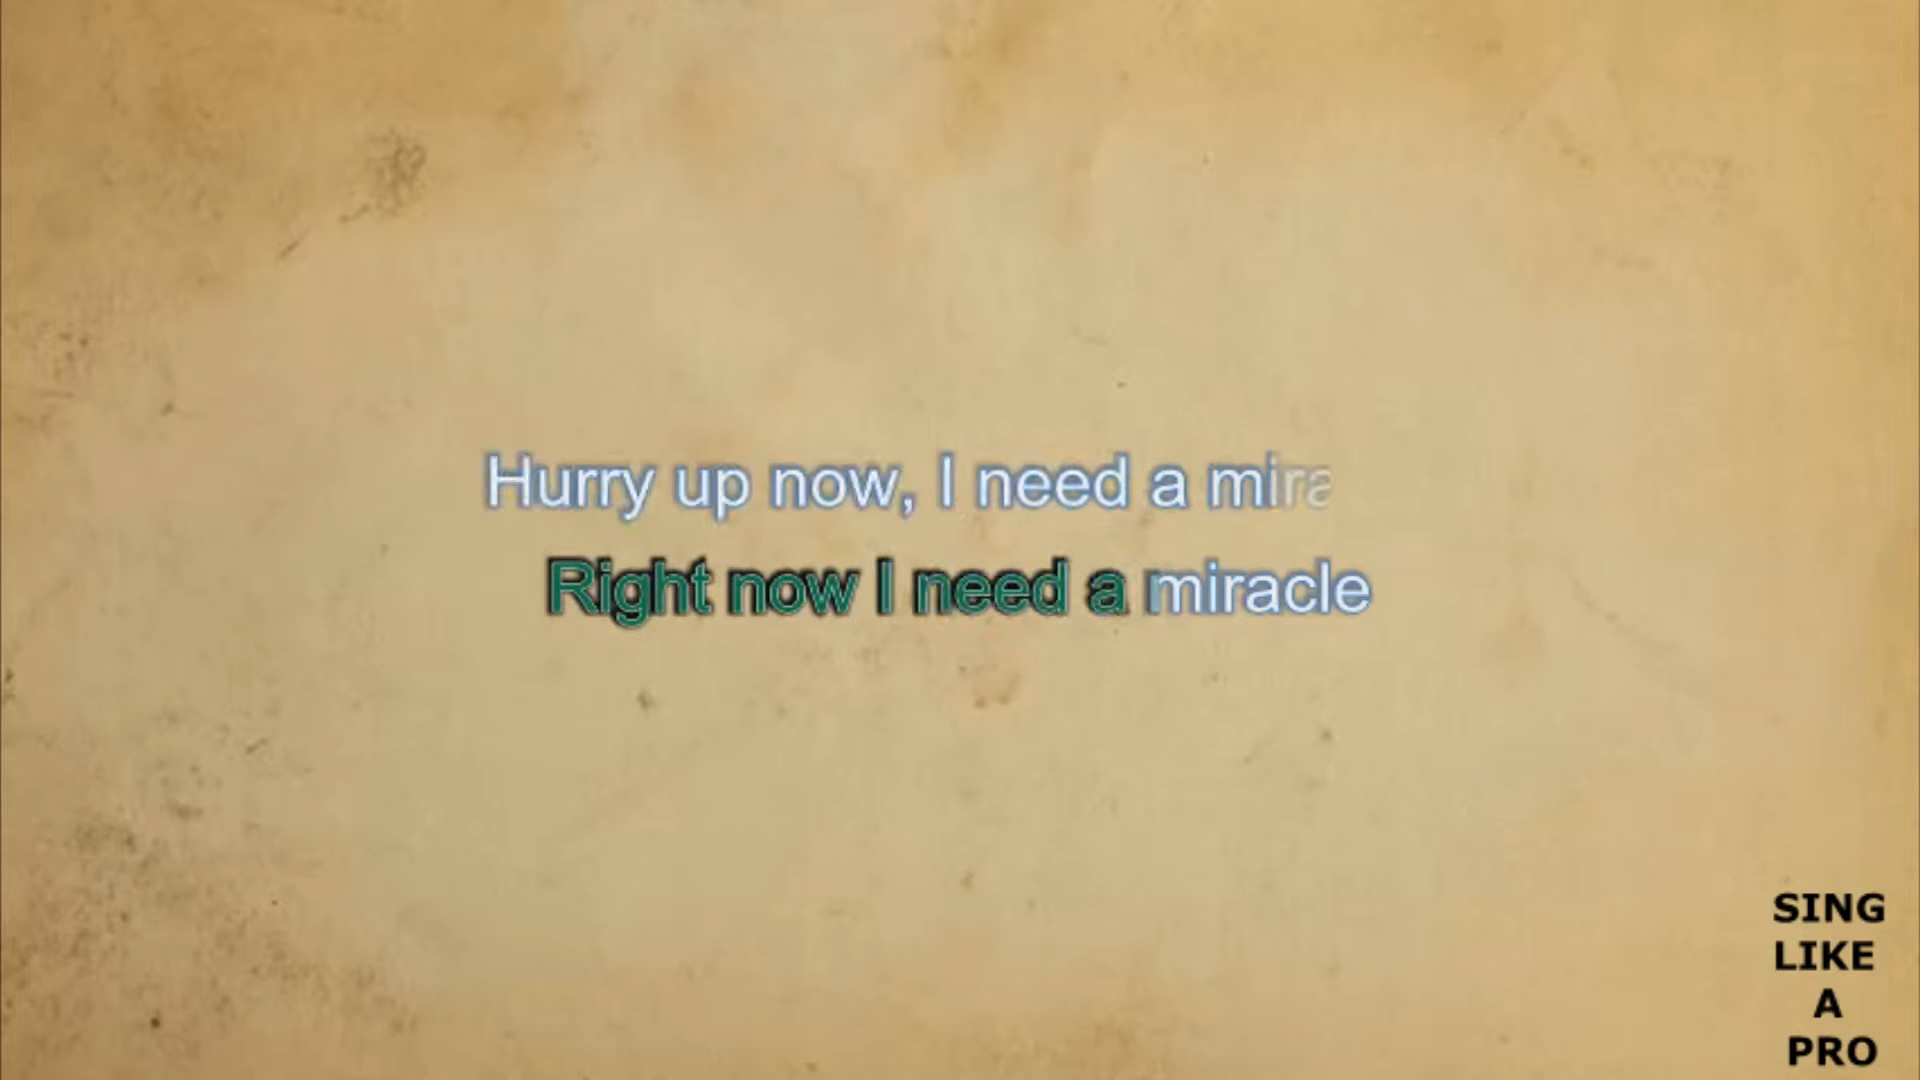 Hurry up now, I need a mira
Right now I need a miracle
SING
LIKE
A
PRO